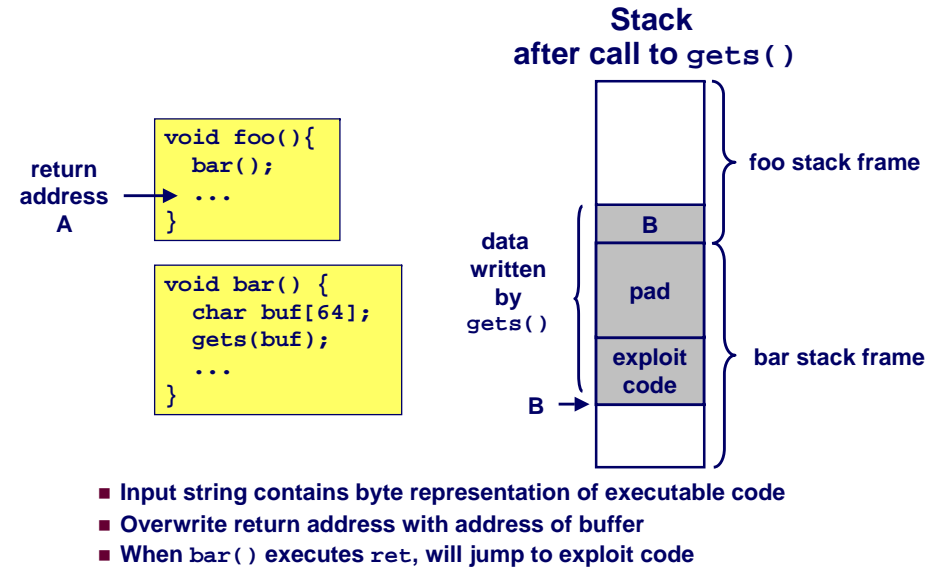 Stack
after call to gets()
void foo(){
bar();
...
}
return
address
A
void bar() {
char buf[64];
gets(buf);
...
}
data
written
by
gets()
B
pad
exploit
code
B
foo stack frame
bar stack frame
Input string contains byte representation of executable code
Overwrite return address with address of buffer
When bar() executes ret, will jump to exploit code